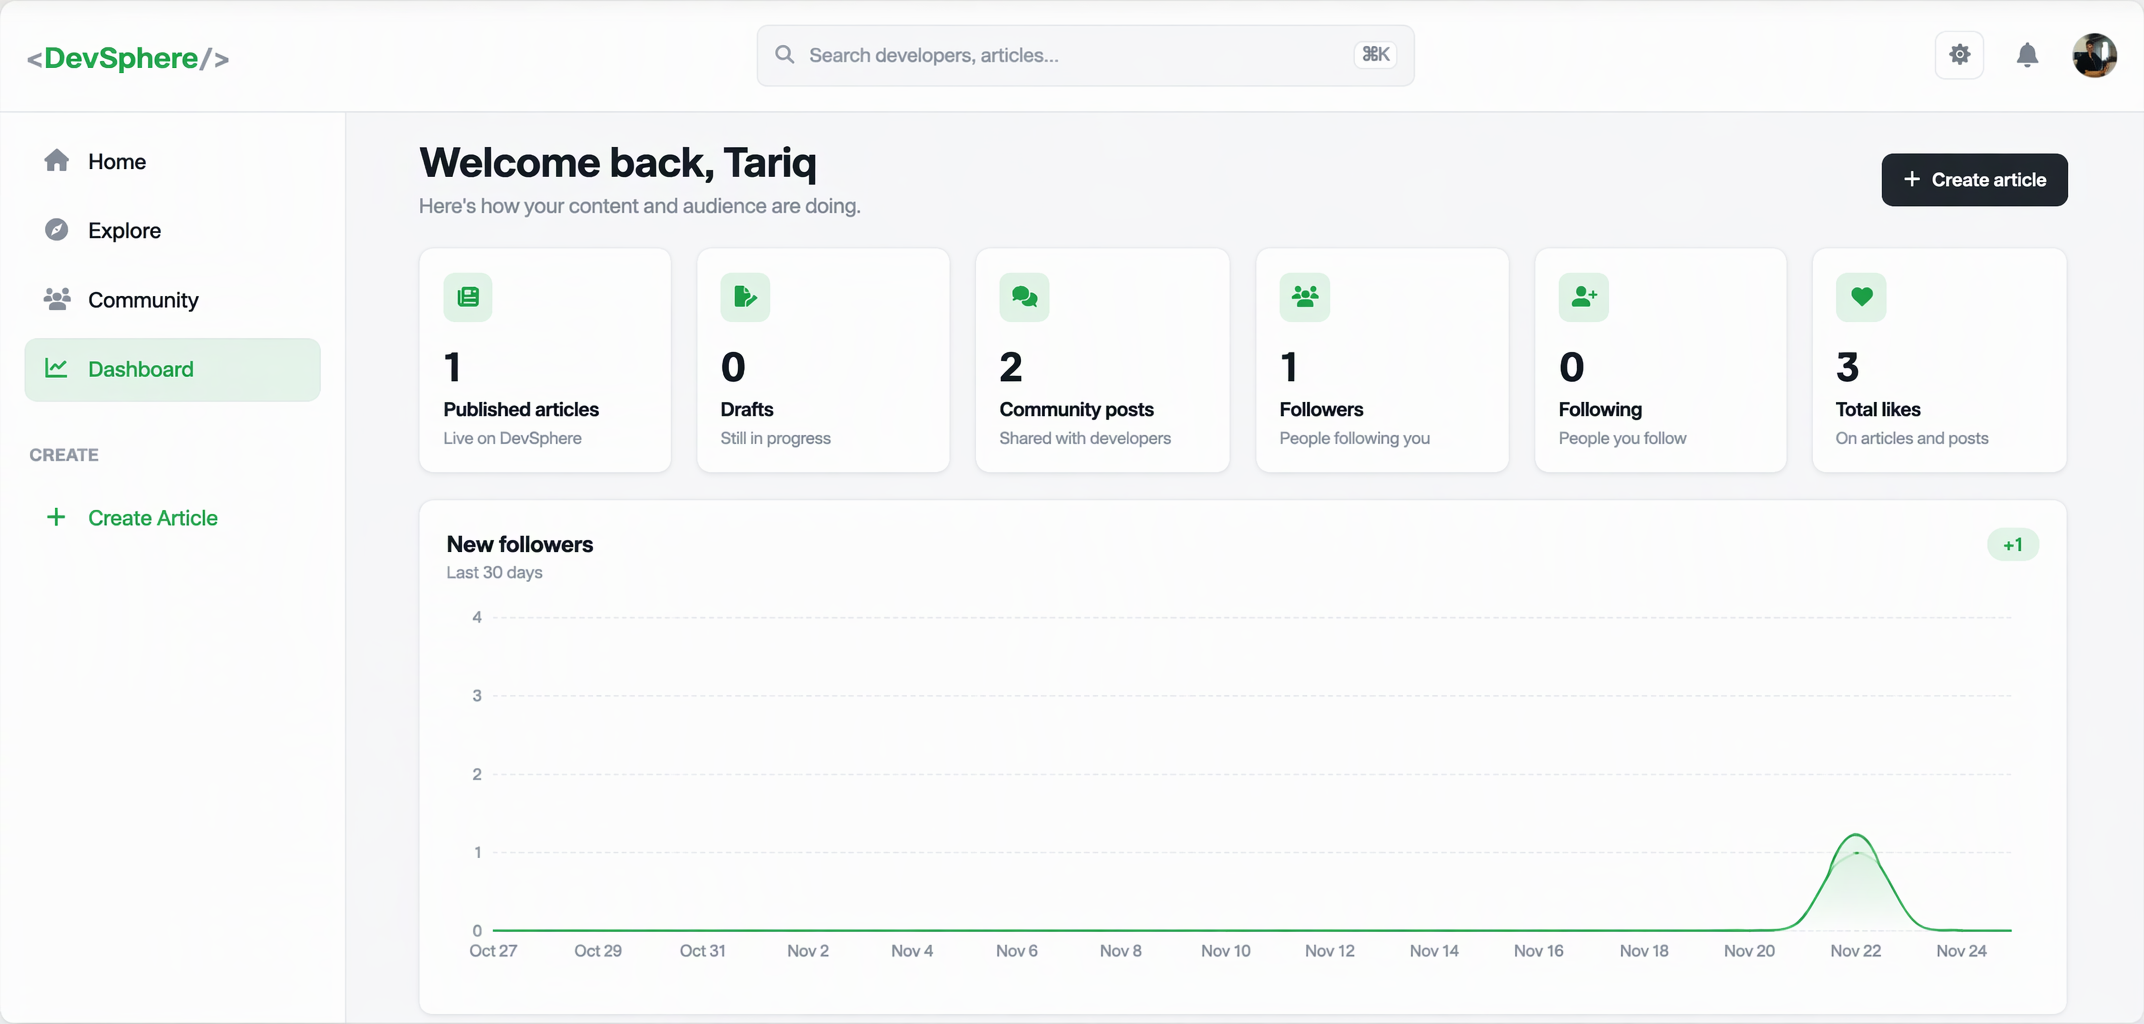 <DevSphere/>
Search developers, articles...
⌘K
Home
Explore
Community
Dashboard
CREATE
+ Create Article
Welcome back, Tariq
Here's how your content and audience are doing.
+ Create article
1
Published articles
Live on DevSphere
0
Drafts
Still in progress
2
Community posts
Shared with developers
1
Followers
People following you
0
Following
People you follow
3
Total likes
On articles and posts
New followers
Last 30 days
+1
4
3
2
1
0
Oct 27 Oct 29 Oct 31 Nov 2 Nov 4 Nov 6 Nov 8 Nov 10 Nov 12 Nov 14 Nov 16 Nov 18 Nov 20 Nov 22 Nov 24